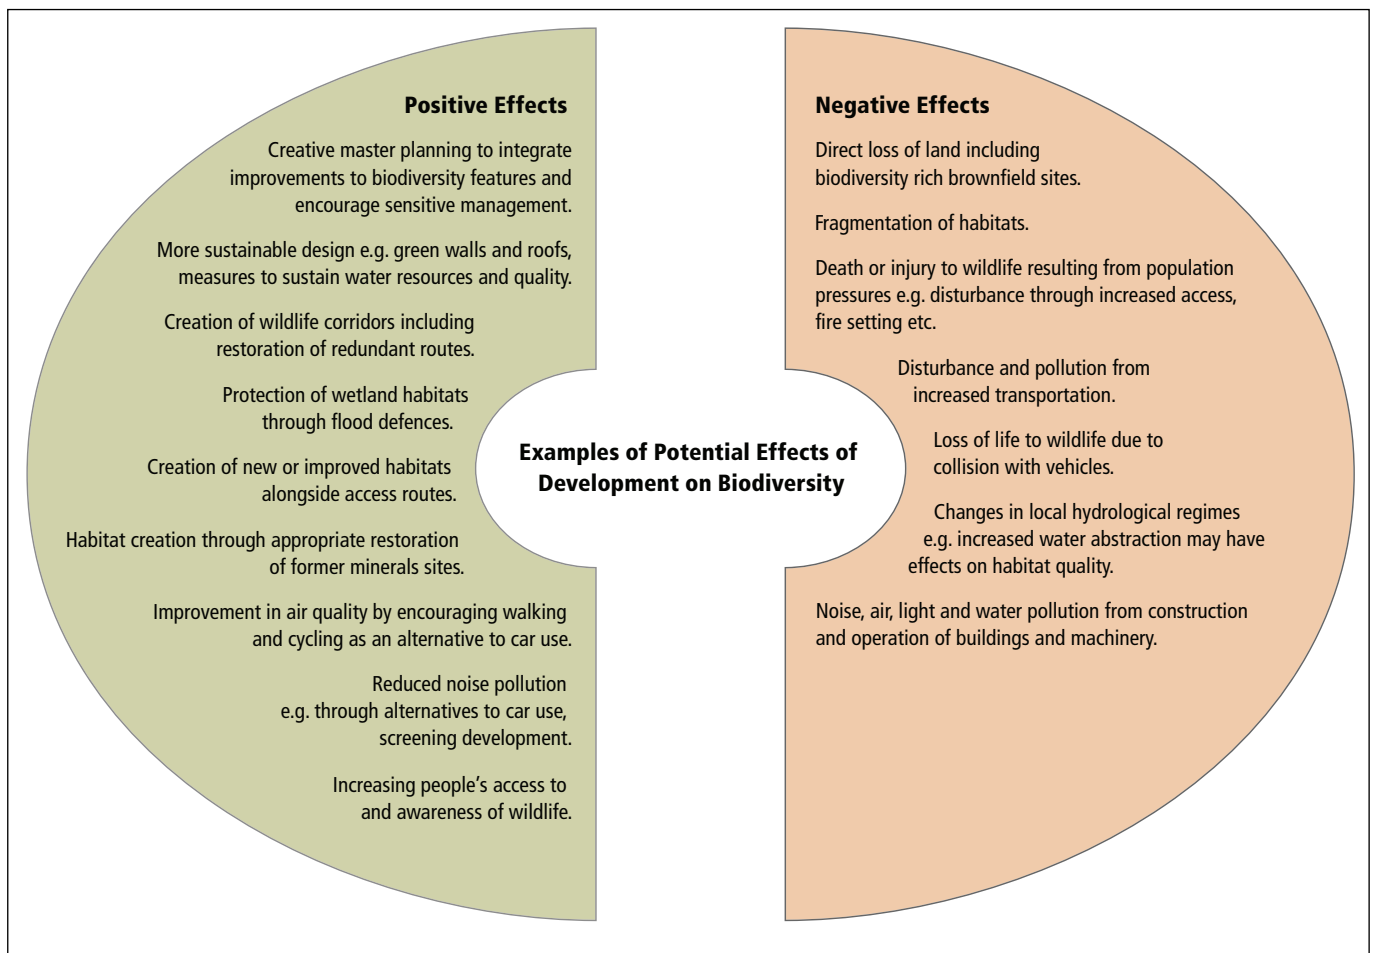 Positive Effects
Creative master planning to integrate
improvements to biodiversity features and
encourage sensitive management.
More sustainable design e.g. green walls and roofs,
measures to sustain water resources and quality.
Creation of wildlife corridors including
restoration of redundant routes.
Protection of wetland habitats
through flood defences.
Creation of new or improved habitats
alongside access routes.
Habitat creation through appropriate restoration
of former minerals sites.
Improvement in air quality by encouraging walking
and cycling as an alternative to car use.
Reduced noise pollution
e.g. through alternatives to car use,
screening development.
Increasing people's access to
and awareness of wildlife.
Examples of Potential Effects of
Development on Biodiversity
Negative Effects
Direct loss of land including
biodiversity rich brownfield sites.
Fragmentation of habitats.
Death or injury to wildlife resulting from population
pressures e.g. disturbance through increased access,
fire setting etc.
Disturbance and pollution from
increased transportation.
Loss of life to wildlife due to
collision with vehicles.
Changes in local hydrological regimes
e.g. increased water abstraction may have
effects on habitat quality.
Noise, air, light and water pollution from construction
and operation of buildings and machinery.